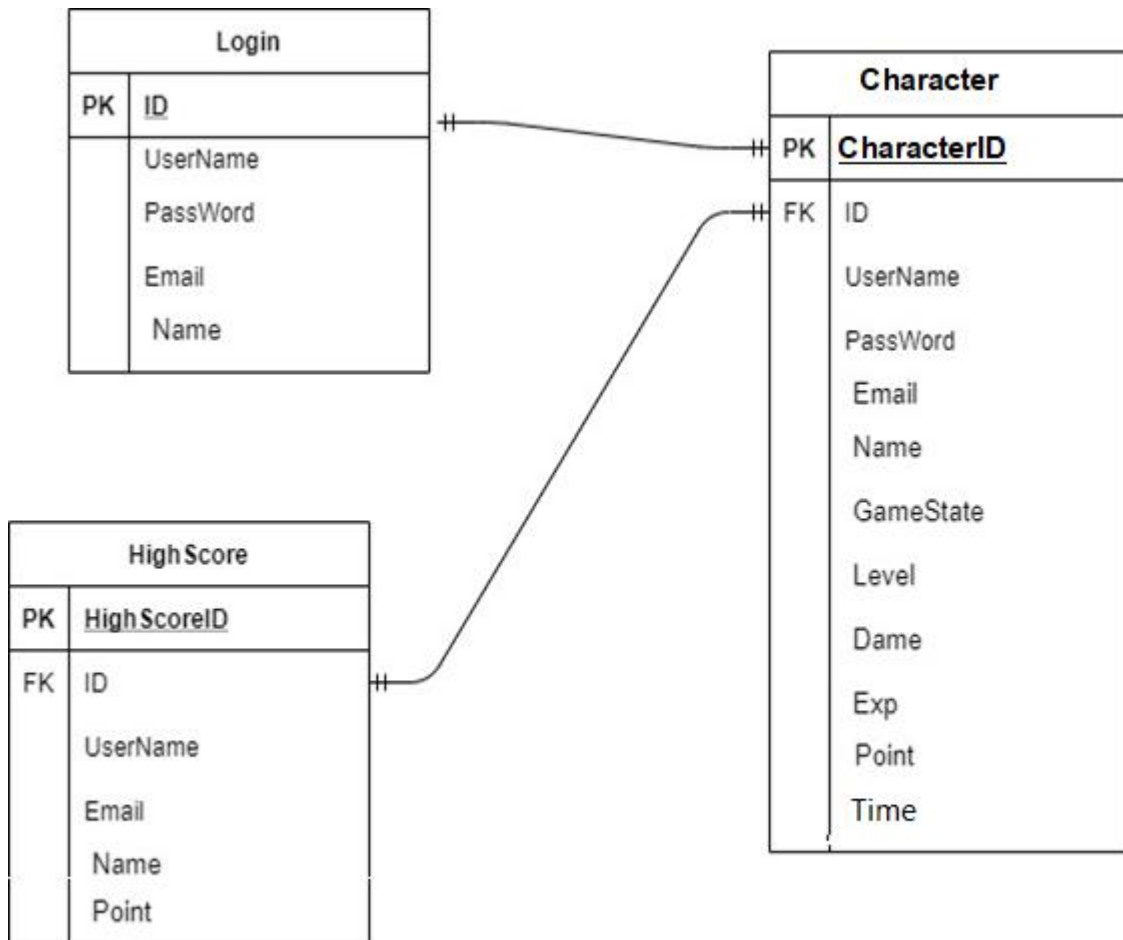 Login
PK ID
UserName
PassWord
Email
Name
Character
PK CharacterID
FK ID
UserName
PassWord
Email
Name
GameState
Level
Dame
Exp
Point
Time
HighScore
PK HighScoreID
FK ID
UserName
Email
Name
Point